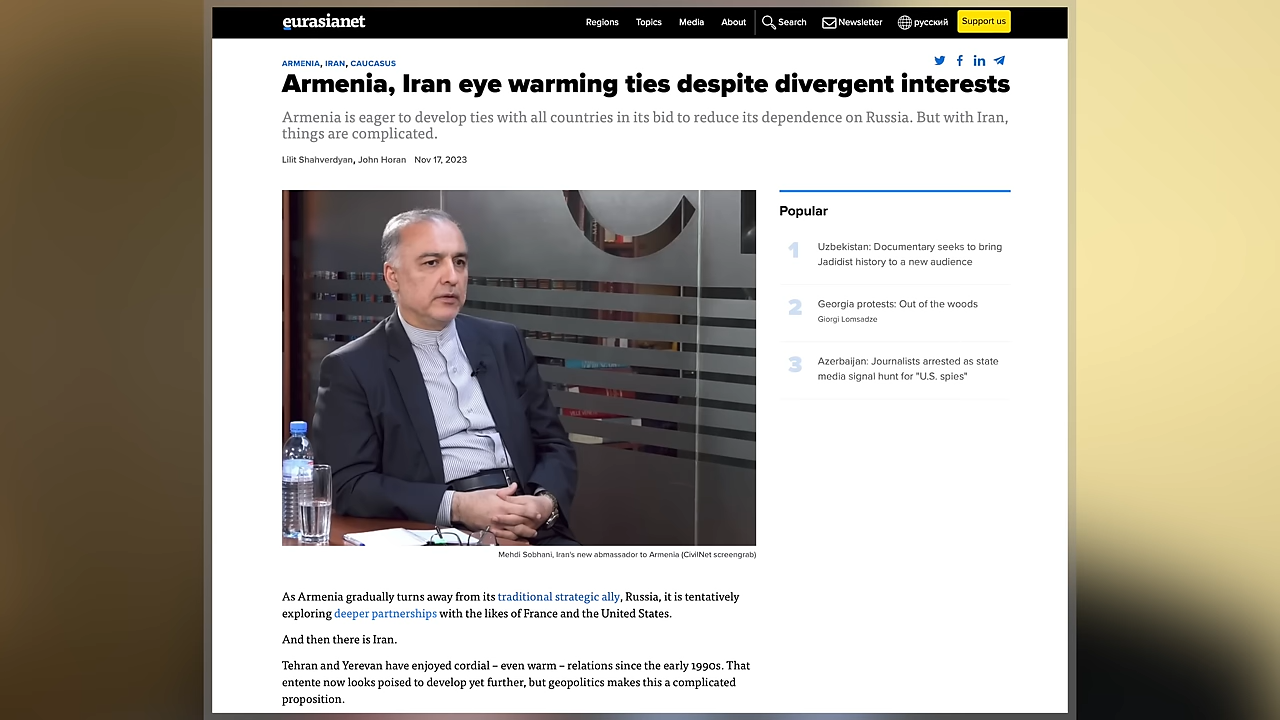 eurasianet
Regions Topics Media About Search Newsletter русский Support us
ARMENIA, IRAN, CAUCASUS
Armenia, Iran eye warming ties despite divergent interests
Armenia is eager to develop ties with all countries in its bid to reduce its dependence on Russia. But with Iran,
things are complicated.
Lilit Shahverdyan, John Horan Nov 17, 2023
Mehdi Sobhani, Iran's new abmassador to Armenia (CivilNet screengrab)
As Armenia gradually turns away from its traditional strategic ally, Russia, it is tentatively
exploring deeper partnerships with the likes of France and the United States.
And then there is Iran.
Tehran and Yerevan have enjoyed cordial – even warm – relations since the early 1990s. That
entente now looks poised to develop yet further, but geopolitics makes this a complicated
proposition.
Popular
1
Uzbekistan: Documentary seeks to bring
Jadidist history to a new audience
2
Georgia protests: Out of the woods
Giorgi Lomsadze
3
Azerbaijan: Journalists arrested as state
media signal hunt for "U.S. spies"